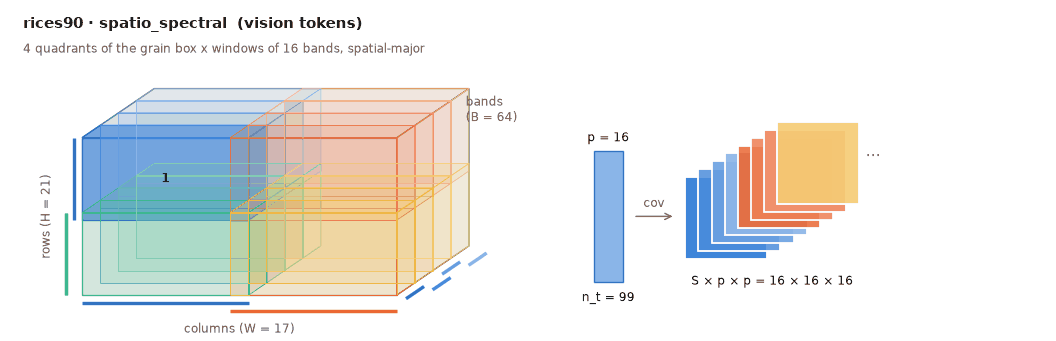 rices90 · spatio_spectral  (vision tokens)
4 quadrants of the grain box x windows of 16 bands, spatial-major
bands
(B = 64)
1
rows (H = 21)
columns (W = 17)
p = 16
n_t = 99
cov
...
S × p × p = 16 × 16 × 16